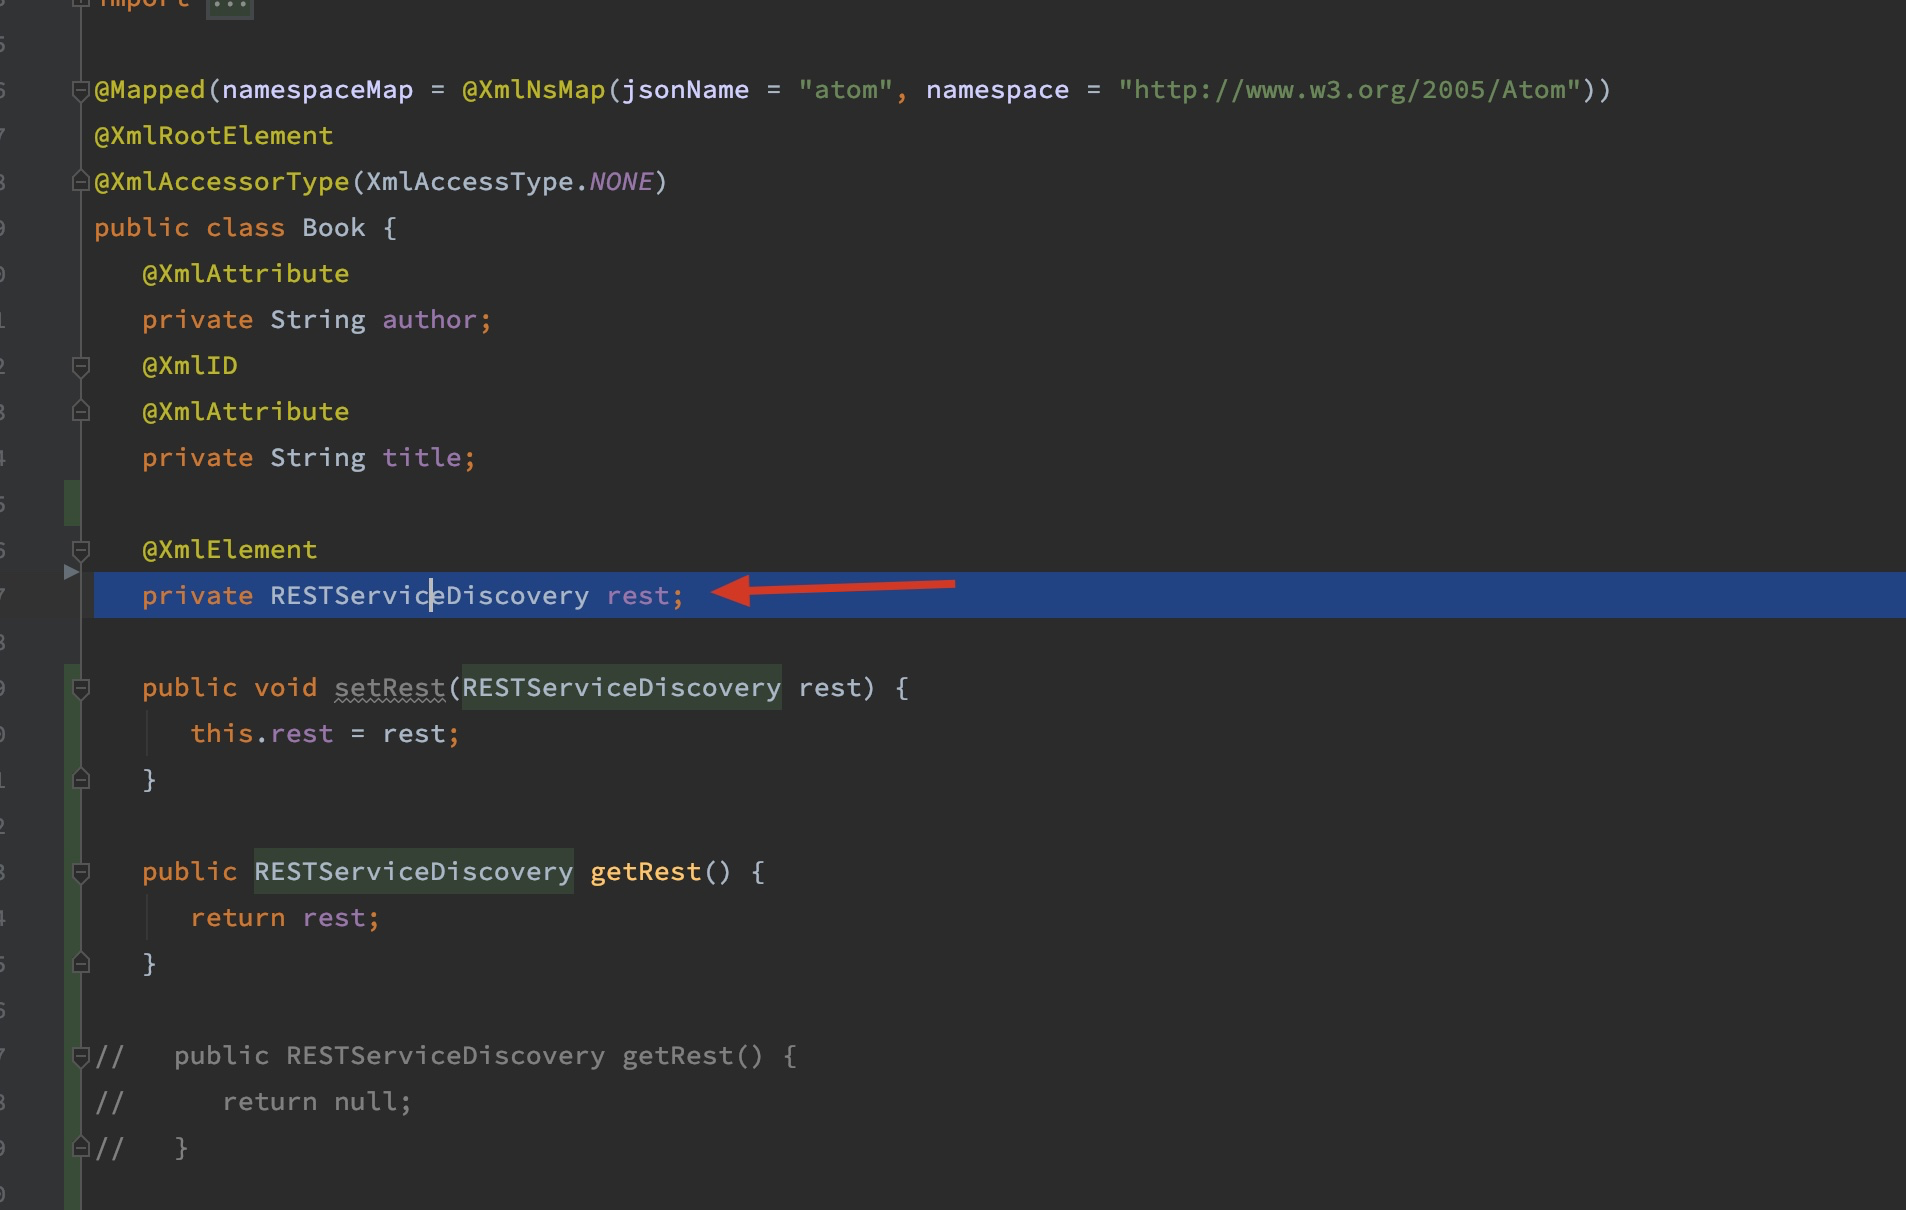 import ...
@Mapped(namespaceMap = @XmlNsMap(jsonName = "atom", namespace = "http://www.w3.org/2005/Atom"))
@XmlRootElement
@XmlAccessorType(XmlAccessType.NONE)
public class Book {
@XmlAttribute
private String author;
@XmlID
@XmlAttribute
private String title;
@XmlElement
private RESTServiceDiscovery rest;
public void setRest(RESTServiceDiscovery rest) {
this.rest = rest;
}
public RESTServiceDiscovery getRest() {
return rest;
}
//   public RESTServiceDiscovery getRest() {
//      return null;
//   }